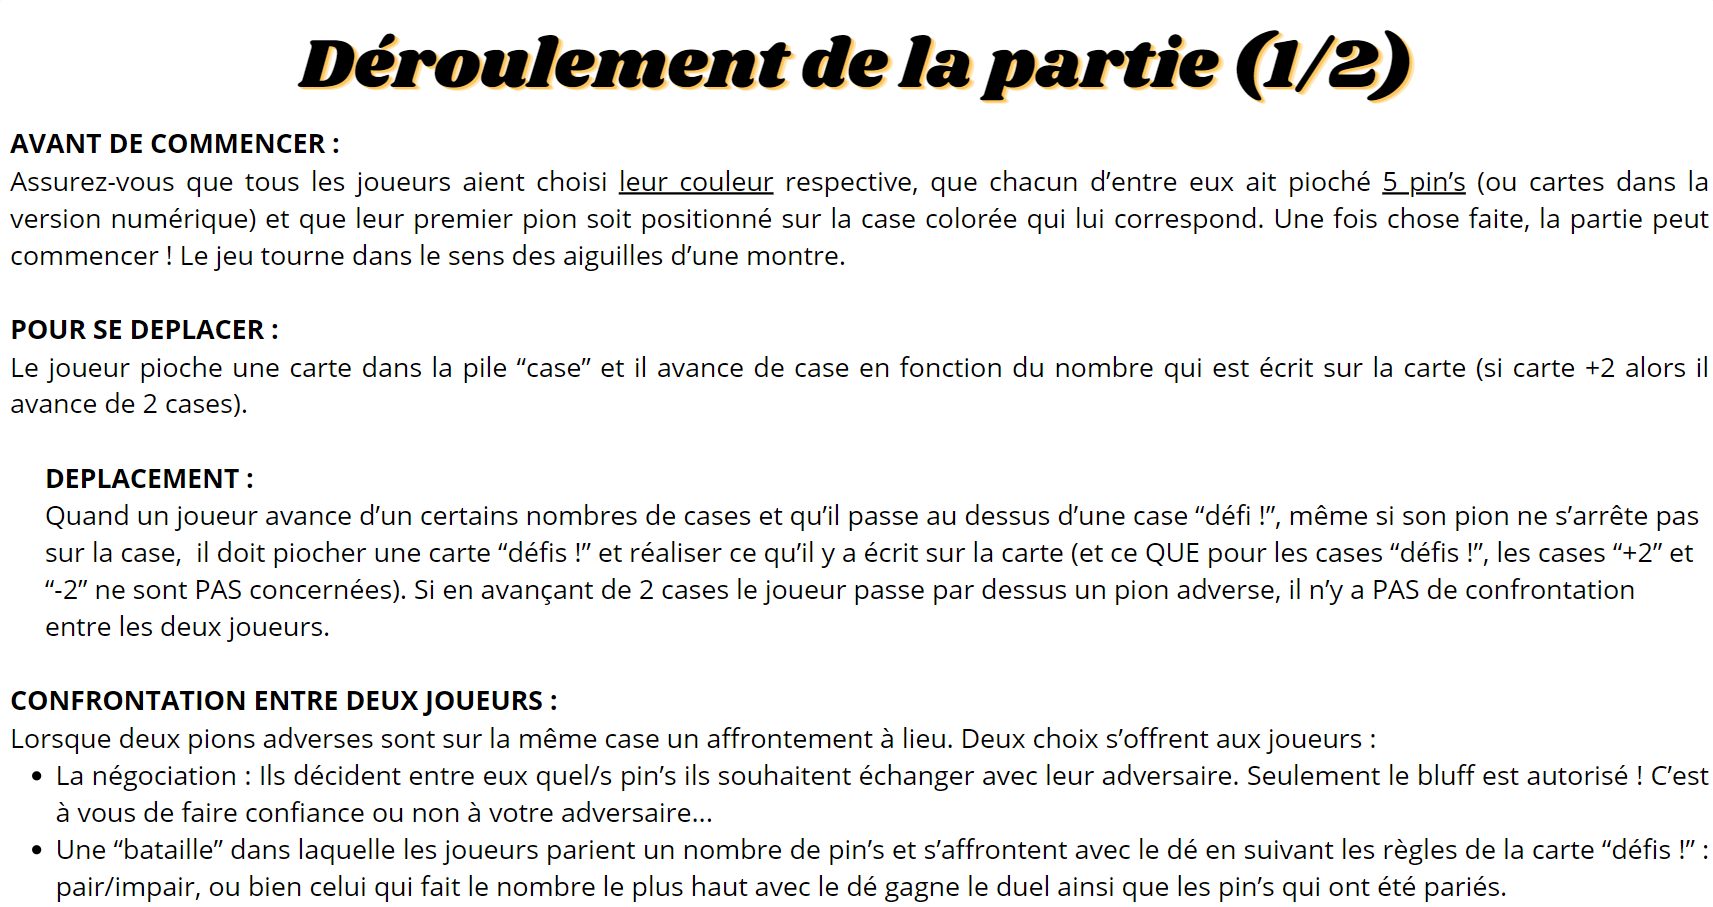 Déroulement de la partie (1/2)
AVANT DE COMMENCER :
Assurez-vous que tous les joueurs aient choisi leur couleur respective, que chacun d’entre eux ait pioché 5 pin’s (ou cartes dans la
version numérique) et que leur premier pion soit positionné sur la case colorée qui lui correspond. Une fois chose faite, la partie peut
commencer ! Le jeu tourne dans le sens des aiguilles d’une montre.
POUR SE DEPLACER :
Le joueur pioche une carte dans la pile “case” et il avance de case en fonction du nombre qui est écrit sur la carte (si carte +2 alors il
avance de 2 cases).
DEPLACEMENT :
Quand un joueur avance d’un certains nombres de cases et qu’il passe au dessus d’une case “défi !”, même si son pion ne s’arrête pas
sur la case,  il doit piocher une carte “défis !” et réaliser ce qu’il y a écrit sur la carte (et ce QUE pour les cases “défis !”, les cases “+2” et
“-2” ne sont PAS concernées). Si en avançant de 2 cases le joueur passe par dessus un pion adverse, il n’y a PAS de confrontation
entre les deux joueurs.
CONFRONTATION ENTRE DEUX JOUEURS :
Lorsque deux pions adverses sont sur la même case un affrontement à lieu. Deux choix s’offrent aux joueurs :
• La négociation : Ils décident entre eux quel/s pin’s ils souhaitent échanger avec leur adversaire. Seulement le bluff est autorisé ! C’est
à vous de faire confiance ou non à votre adversaire...
• Une “bataille” dans laquelle les joueurs parient un nombre de pin’s et s’affrontent avec le dé en suivant les règles de la carte “défis !” :
pair/impair, ou bien celui qui fait le nombre le plus haut avec le dé gagne le duel ainsi que les pin’s qui ont été pariés.